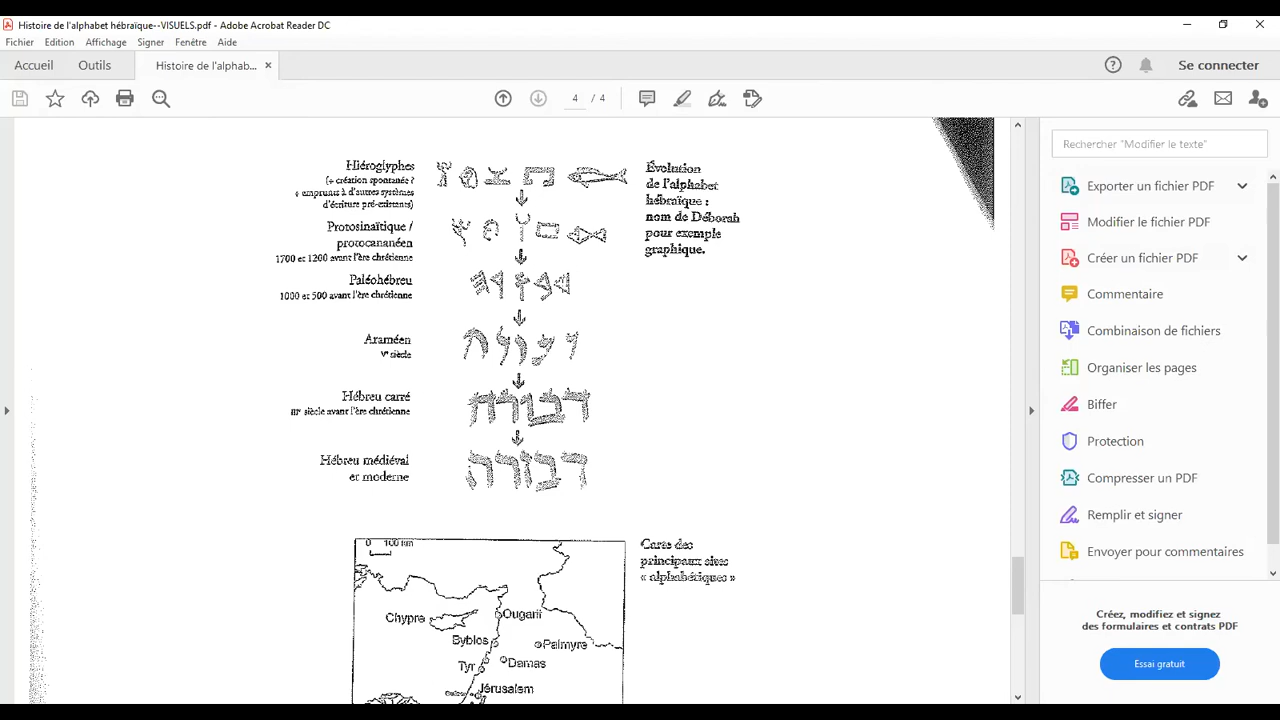 Histoire de l'alphabet hébraïque--VISUELS.pdf - Adobe Acrobat Reader DC
Fichier Edition Affichage Signer Fenêtre Aide
Accueil Outils Histoire de l'alphab... Se connecter
4 / 4
Hiéroglyphes
(+ création spontanée ?
+ emprunts à d'autres systèmes
d'écriture pré-existants)
Évolution
de l'alphabet
hébraïque :
nom de Déborah
pour exemple
graphique.
Protosinaïtique /
protocananéen
1700 et 1200 avant l'ère chrétienne
Paléohébreu
1000 et 500 avant l'ère chrétienne
Araméen
Ve siècle
Hébreu carré
IIIe siècle avant l'ère chrétienne
דבורה
Hébreu médiéval
et moderne
דבורה
0 100 km
Chypre
Ougarit
Byblos
Palmyre
Tyr
Damas
Jérusalem
Carte des
principaux sites
« alphabétiques »
Rechercher "Modifier le texte"
Exporter un fichier PDF
Modifier le fichier PDF
Créer un fichier PDF
Commentaire
Combinaison de fichiers
Organiser les pages
Biffer
Protection
Compresser un PDF
Remplir et signer
Envoyer pour commentaires
Créez, modifiez et signez
des formulaires et contrats PDF
Essai gratuit